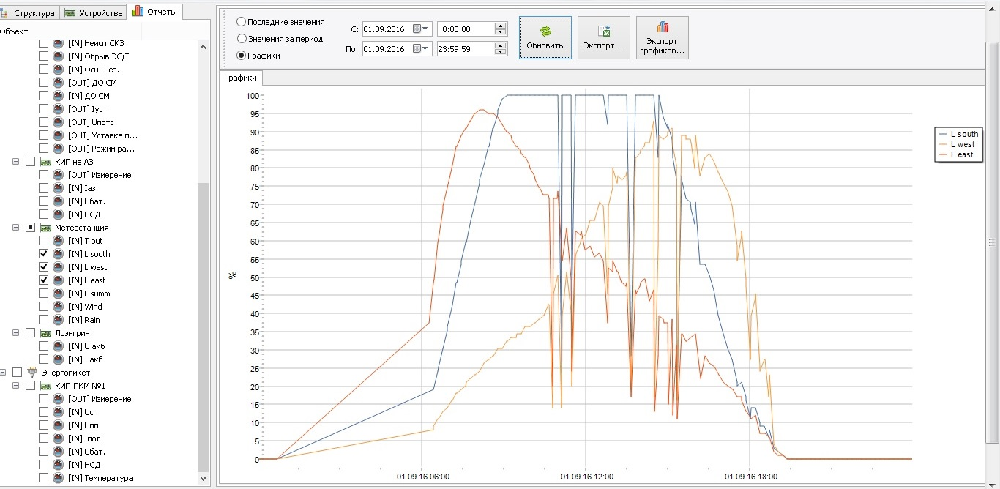 Структура
Устройства
Отчеты
Объект
[IN] Неисп.СКЗ
[IN] Обрыв ЭС/Т
[IN] Осн.-Рез.
[OUT] ДО СМ
[IN] ДО СМ
[OUT] Iуст
[OUT] Uпотс
[OUT] Уставка п...
[OUT] Режим ра...
КИП на АЗ
[OUT] Измерение
[IN] Iаз
[IN] Uбат.
[IN] НСД
Метеостанция
[IN] T out
[IN] L south
[IN] L west
[IN] L east
[IN] L summ
[IN] Wind
[IN] Rain
Лоэнгрин
[IN] U акб
[IN] I акб
Энергопикет
КИП.ПКМ №1
[OUT] Измерение
[IN] Uсп
[IN] Uпп
[IN] Iпол.
[IN] Uбат.
[IN] НСД
[IN] Температура
Последние значения
Значения за период
Графики
С: 01.09.2016 0:00:00
По: 01.09.2016 23:59:59
Обновить
Экспорт...
Экспорт
графиков...
Графики
100
95
90
85
80
75
70
65
60
55
50
45
40
35
30
25
20
15
10
5
0
%
01.09.16 06:00
01.09.16 12:00
01.09.16 18:00
L south
L west
L east